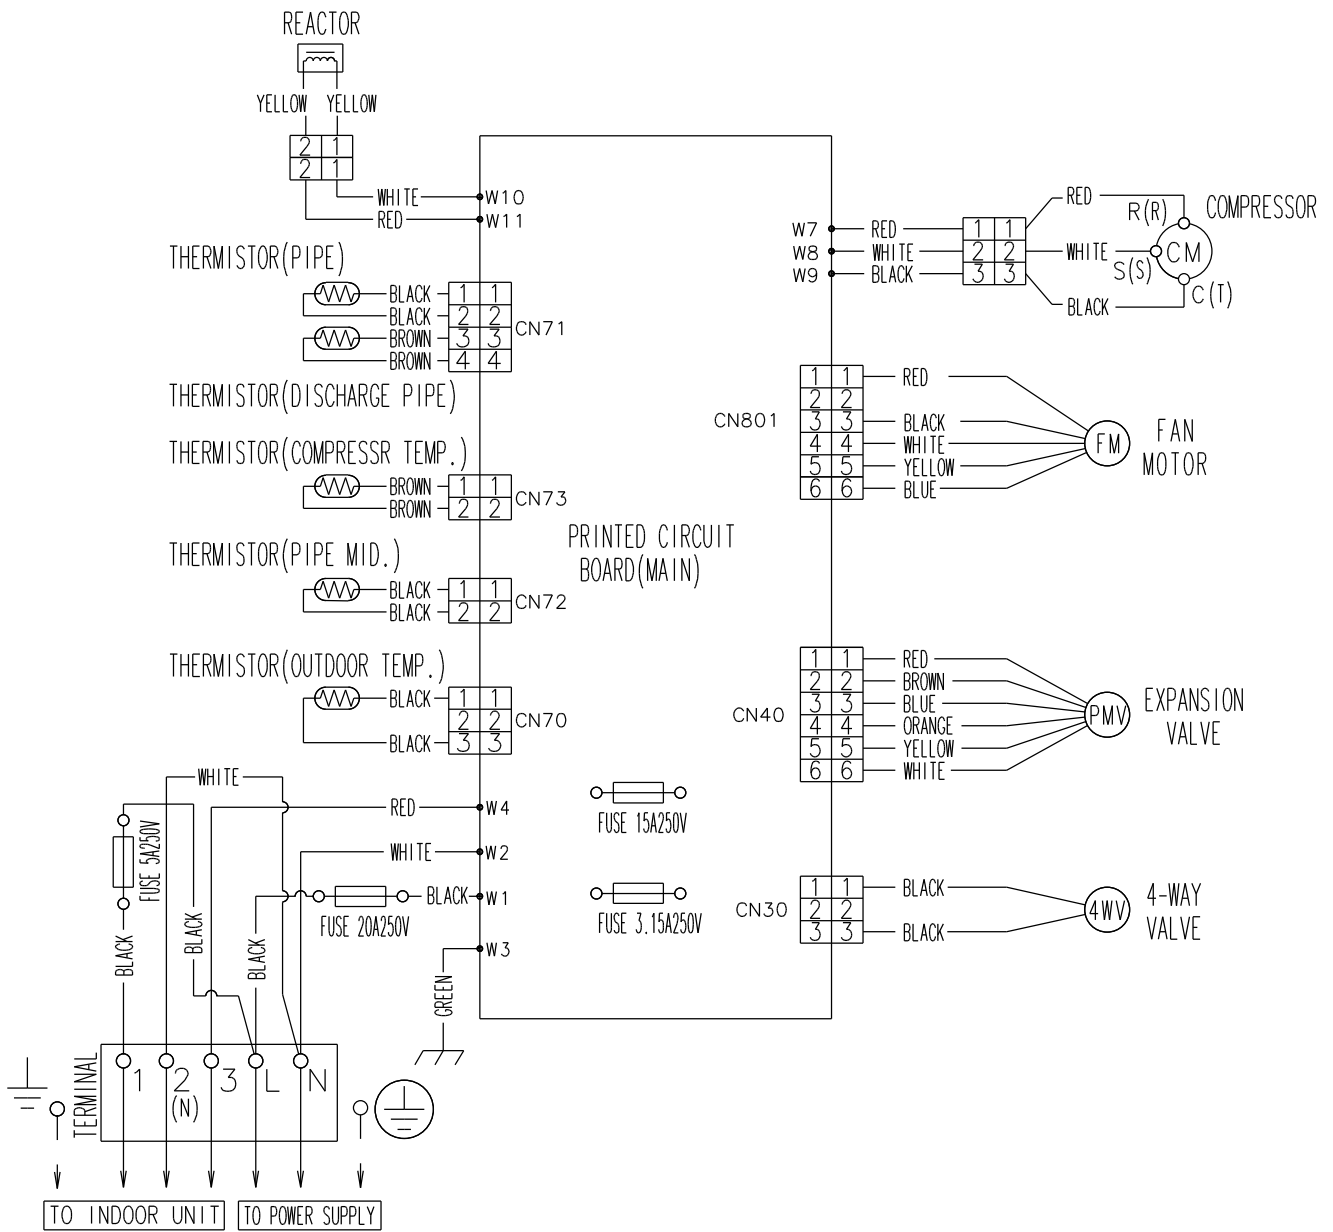 REACTOR
YELLOW YELLOW
2 1
2 1
WHITE W10
RED W11
THERMISTOR(PIPE)
BLACK 1 1
BLACK 2 2
BROWN 3 3
BROWN 4 4
CN71
THERMISTOR(DISCHARGE PIPE)
THERMISTOR(COMPRESSR TEMP.)
BROWN 1 1
BROWN 2 2
CN73
THERMISTOR(PIPE MID.)
BLACK 1 1
BLACK 2 2
CN72
THERMISTOR(OUTDOOR TEMP.)
BLACK 1 1
2 2
BLACK 3 3
CN70
PRINTED CIRCUIT
BOARD(MAIN)
W7 RED 1 1
W8 WHITE 2 2
W9 BLACK 3 3
RED
WHITE
BLACK
R(R)
S(S)
C(T)
CM
COMPRESSOR
CN801
1 1 RED
2 2
3 3 BLACK
4 4 WHITE
5 5 YELLOW
6 6 BLUE
FM
FAN
MOTOR
CN40
1 1 RED
2 2 BROWN
3 3 BLUE
4 4 ORANGE
5 5 YELLOW
6 6 WHITE
PMV
EXPANSION
VALVE
CN30
1 1 BLACK
2 2
3 3 BLACK
4WV
4-WAY
VALVE
FUSE 15A250V
FUSE 3.15A250V
WHITE
RED W4
WHITE W2
BLACK W1
FUSE 20A250V
W3
FUSE 5A250V
BLACK
BLACK
BLACK
GREEN
TERMINAL
1 2 3 L N
(N)
TO INDOOR UNIT
TO POWER SUPPLY